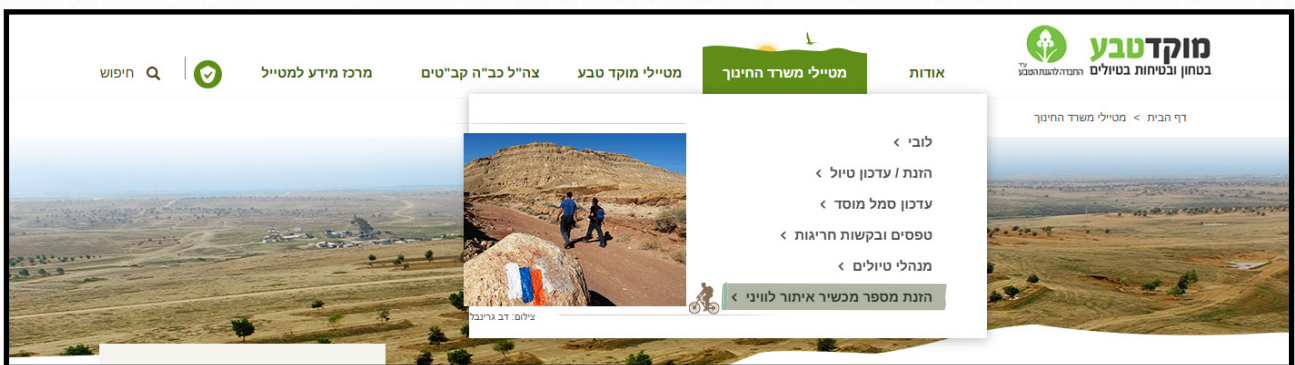 מוקדטבע
בטחון ובטיחות בטיולים
ע״י החברה להגנת הטבע
אודות
מטיילי משרד החינוך
מטיילי מוקד טבע
צה"ל כב"ה קב"טים
מרכז מידע למטייל
חיפוש
דף הבית > מטיילי משרד החינוך
לובי ›
הזנת / עדכון טיול ›
עדכון סמל מוסד ›
טפסים ובקשות חריגות ›
מנהלי טיולים ›
הזנת מספר מכשיר איתור לוויני ›
צילום: דב גרינבל